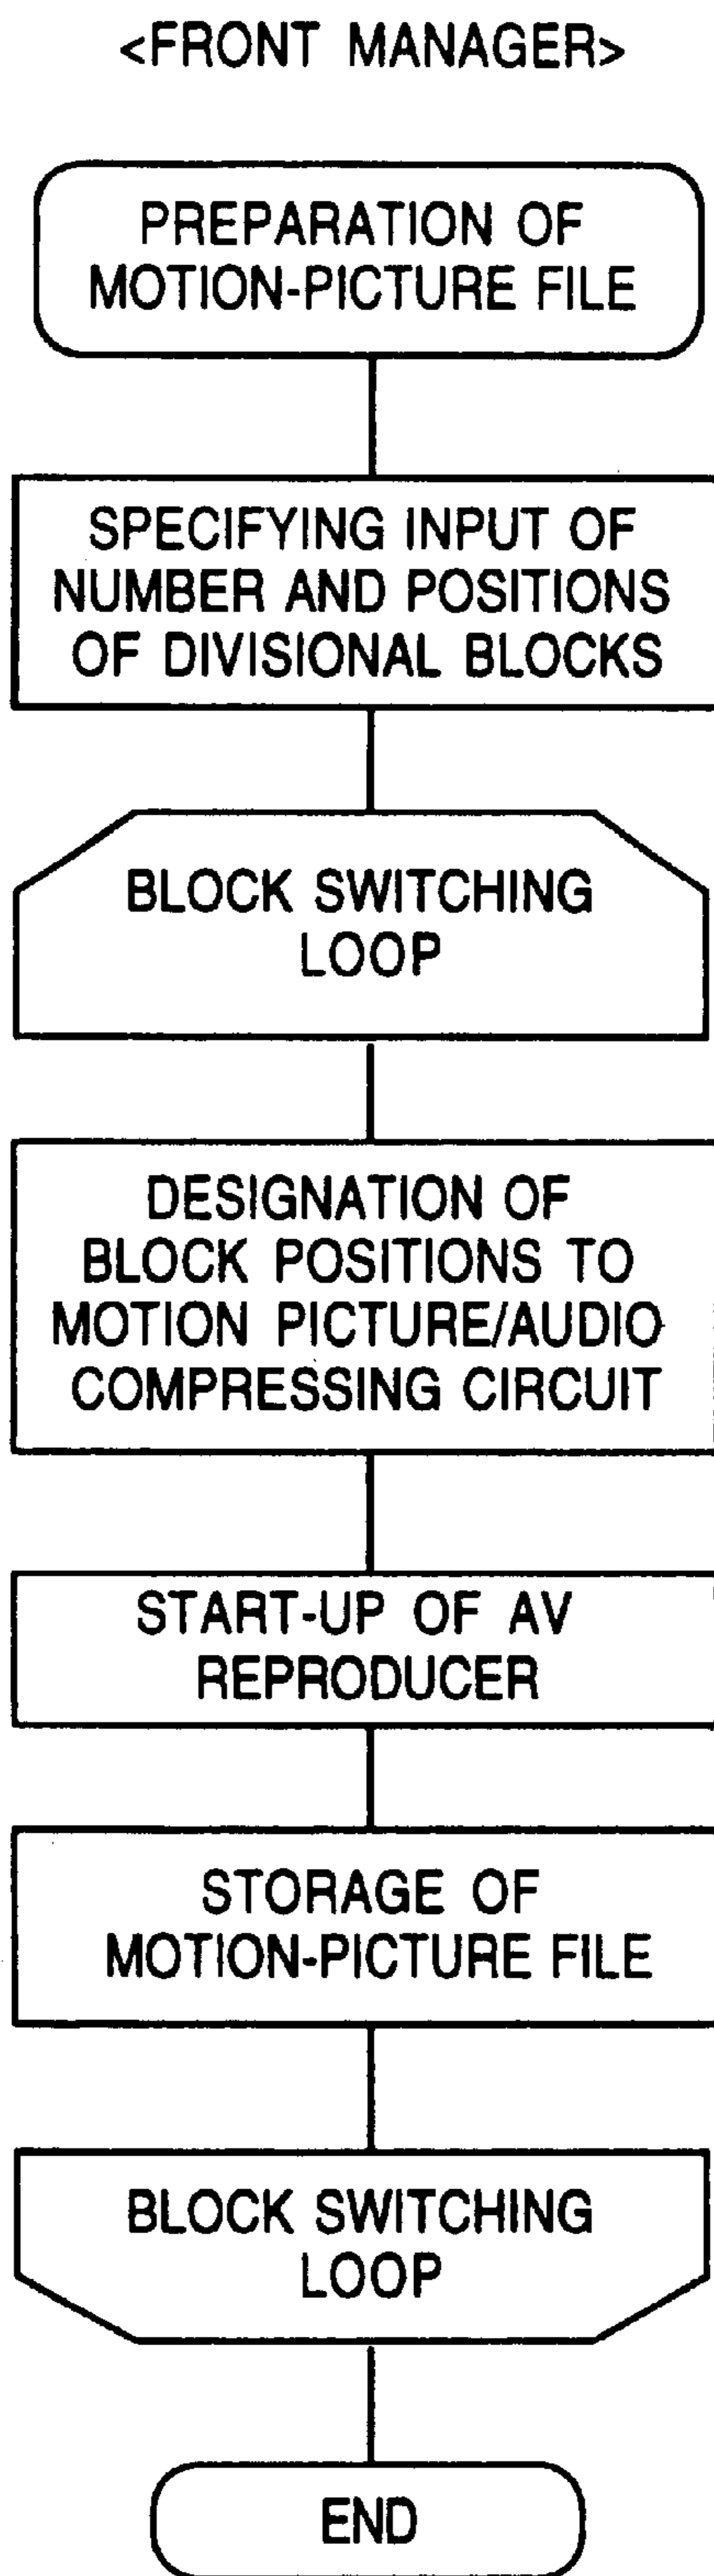 <FRONT MANAGER>
PREPARATION OF
MOTION-PICTURE FILE
SPECIFYING INPUT OF
NUMBER AND POSITIONS
OF DIVISIONAL BLOCKS
BLOCK SWITCHING
LOOP
DESIGNATION OF
BLOCK POSITIONS TO
MOTION PICTURE/AUDIO
COMPRESSING CIRCUIT
START-UP OF AV
REPRODUCER
STORAGE OF
MOTION-PICTURE FILE
BLOCK SWITCHING
LOOP
END